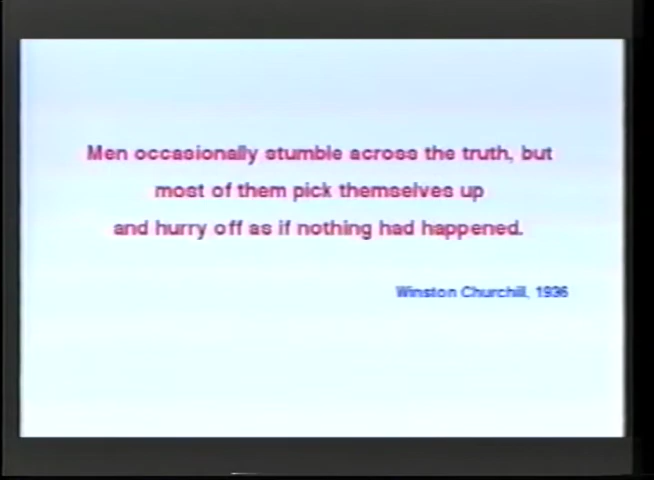 Men occasionally stumble across the truth, but
most of them pick themselves up
and hurry off as if nothing had happened.
Winston Churchill, 1936